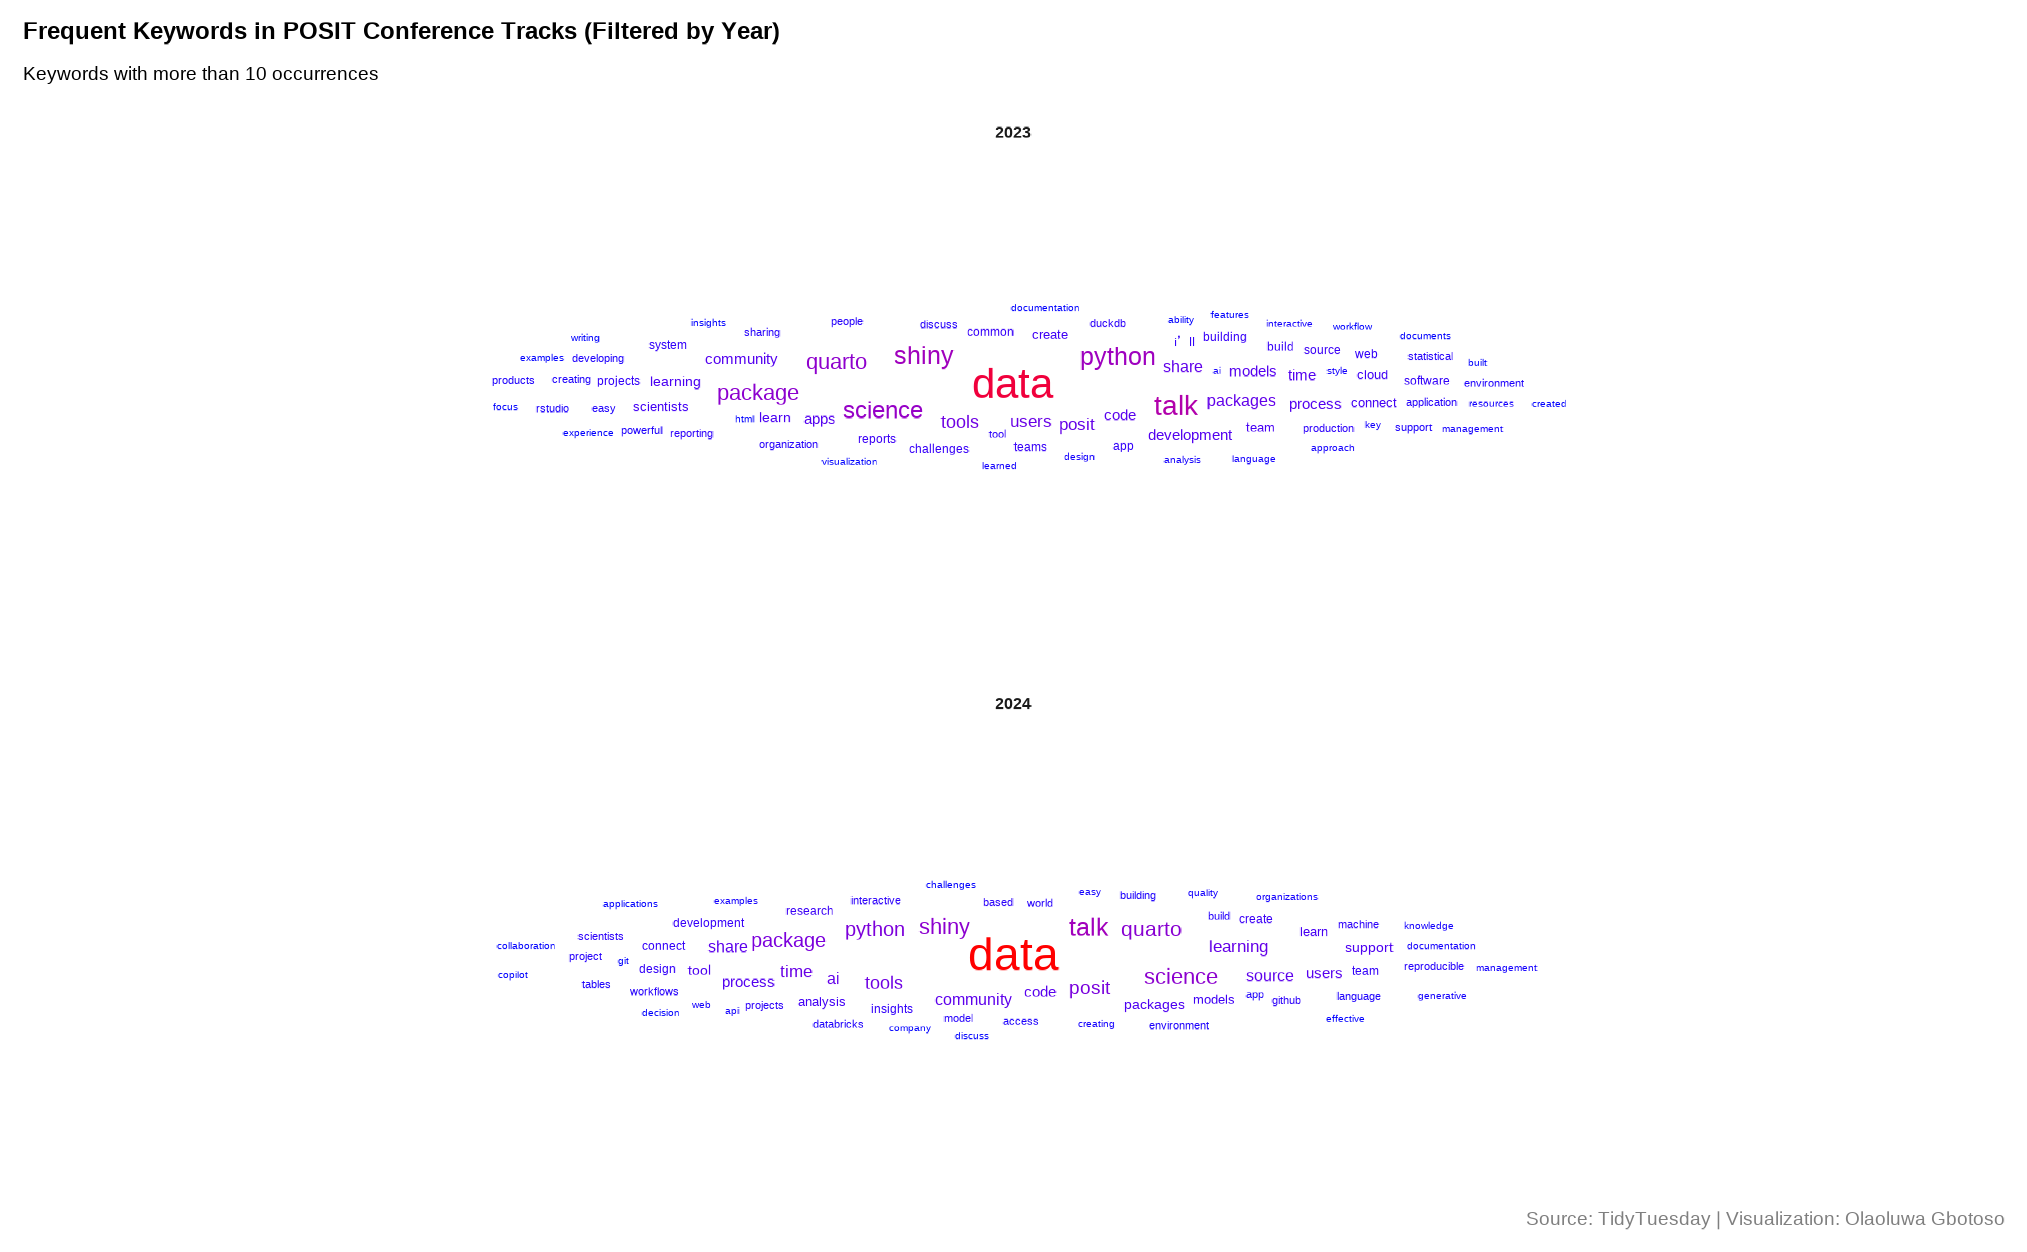 Frequent Keywords in POSIT Conference Tracks (Filtered by Year)
Keywords with more than 10 occurrences
2023
documentation
insights sharing people discuss common create duckdb ability features interactive workflow
writing system i’ll building build source web documents
examples developing community quarto shiny python share ai models time style cloud statistical built
products creating projects learning package data software environment
focus rstudio easy scientists science talk packages process connect application resources created
html learn apps tools users posit code
experience powerful reporting tool development team production key support management
organization reports challenges teams app approach
visualization learned design analysis language
2024
challenges
applications examples research interactive based world easy building quality organizations
development python shiny talk quarto build create learn machine knowledge
collaboration scientists connect share package data learning support documentation
project git design tool time ai tools science source users team reproducible management
copilot tables workflows process community code posit packages models app github language generative
decision web api projects analysis insights model access creating environment effective
databricks company discuss
Source: TidyTuesday | Visualization: Olaoluwa Gbotoso